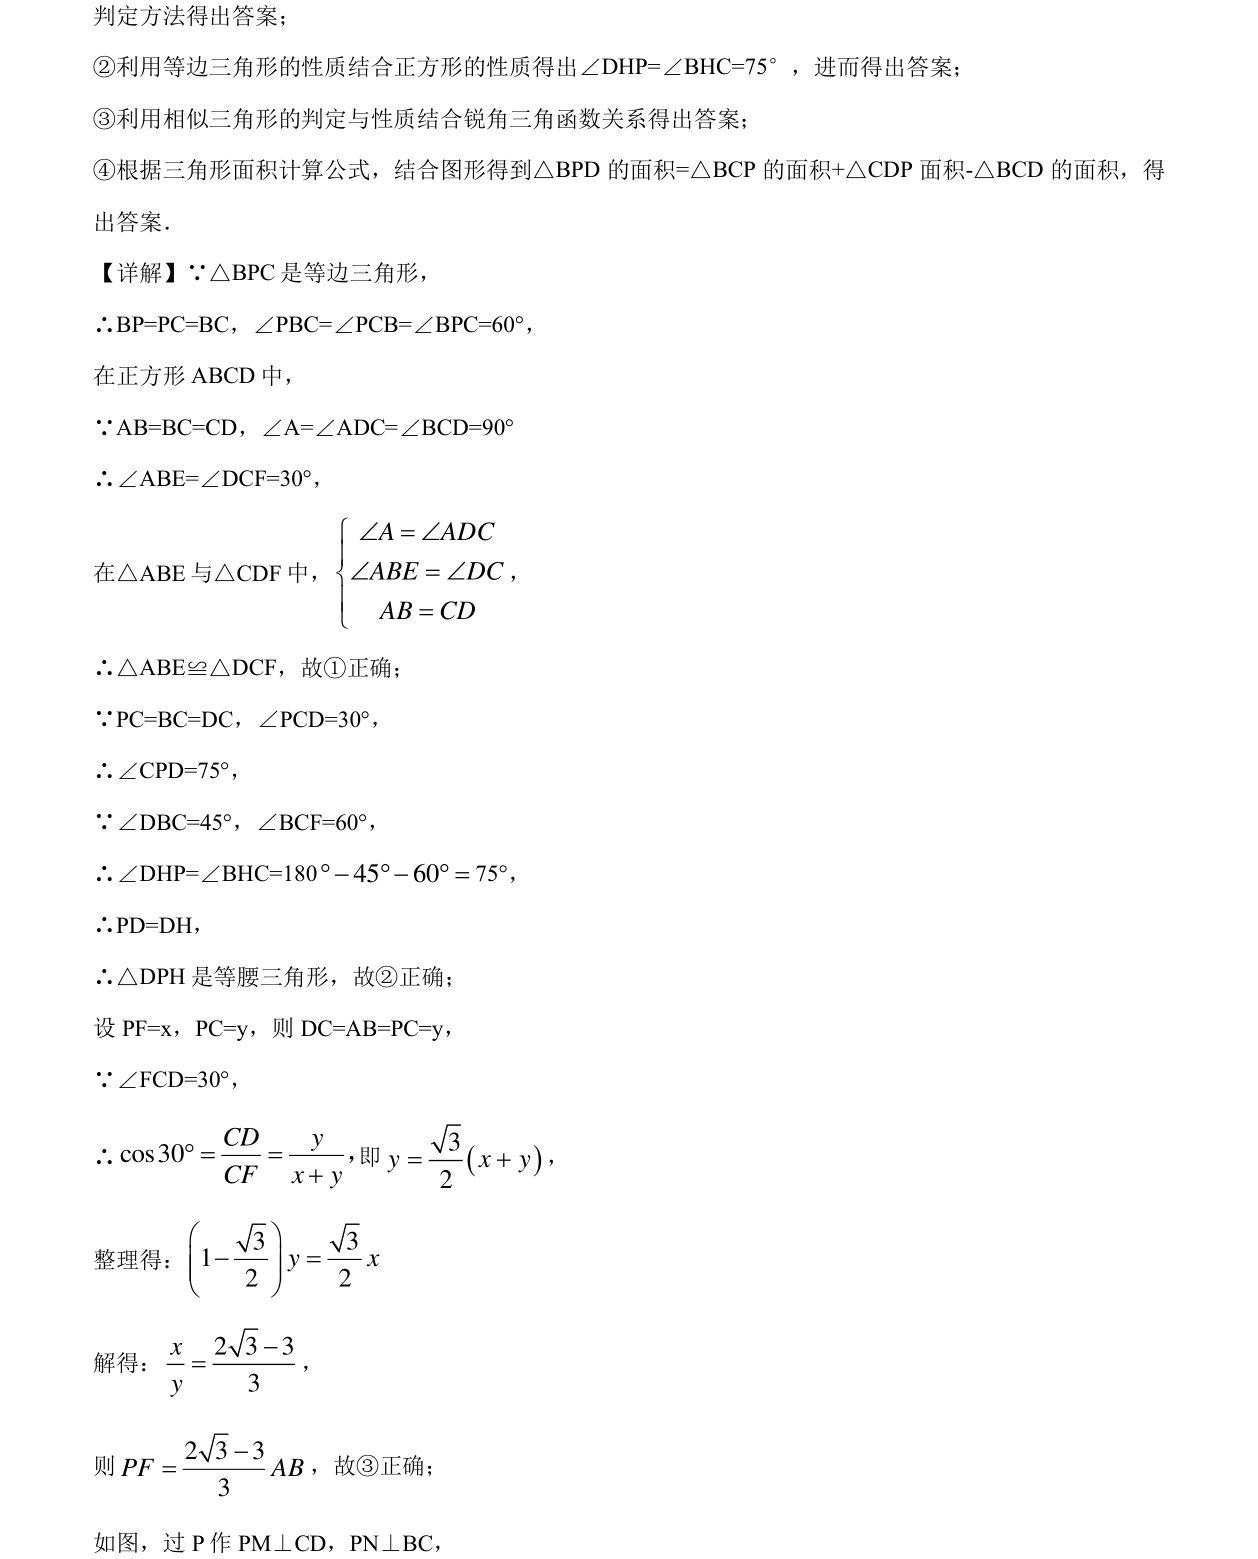 判定方法得出答案；
②利用等边三角形的性质结合正方形的性质得出∠DHP=∠BHC=75°，进而得出答案；
③利用相似三角形的判定与性质结合锐角三角函数关系得出答案；
④根据三角形面积计算公式，结合图形得到△BPD 的面积=△BCP 的面积+△CDP 面积-△BCD 的面积，得
出答案．
【详解】∵△BPC 是等边三角形，
∴BP=PC=BC，∠PBC=∠PCB=∠BPC=60°，
在正方形 ABCD 中，
∵AB=BC=CD，∠A=∠ADC=∠BCD=90°
∴∠ABE=∠DCF=30°，
在△ABE 与△CDF 中，{∠A=∠ADC
∠ABE=∠DC，
AB=CD
∴△ABE≌△DCF，故①正确；
∵PC=BC=DC，∠PCD=30°，
∴∠CPD=75°，
∵∠DBC=45°，∠BCF=60°，
∴∠DHP=∠BHC=180°−45°−60°=75°，
∴PD=DH，
∴△DPH 是等腰三角形，故②正确；
设 PF=x，PC=y，则 DC=AB=PC=y，
∵∠FCD=30°，
∴cos30°=CD/CF=y/(x+y)，即 y=√3/2(x+y)，
整理得：(1−√3/2)y=√3/2 x
解得：x/y=(2√3−3)/3，
则 PF=(2√3−3)/3 AB，故③正确；
如图，过 P 作 PM⊥CD，PN⊥BC，